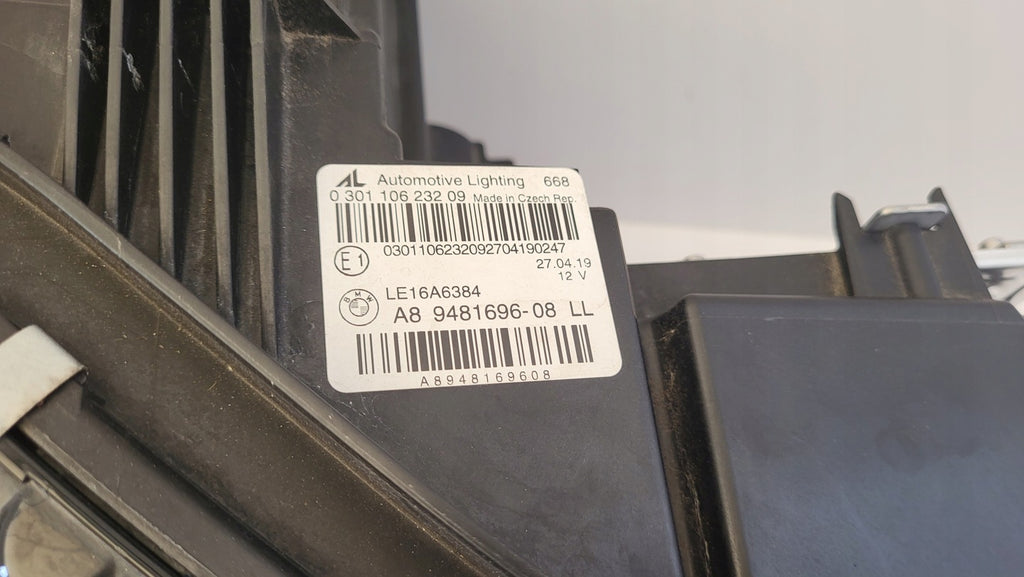 AL Automotive Lighting 668
0 301 106 232 09 Made in Czech Rep.
0301106232092704190247
E1
27.04.19
12 V
LE16A6384
BMW
A8 9481696-08 LL
A8948169608